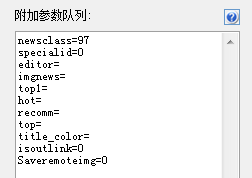 附加参数队列:
newsclass=97
specialid=0
editor=
imgnews=
top1=
hot=
recomm=
top=
title_color=
isoutlink=0
Saveremoteimg=0